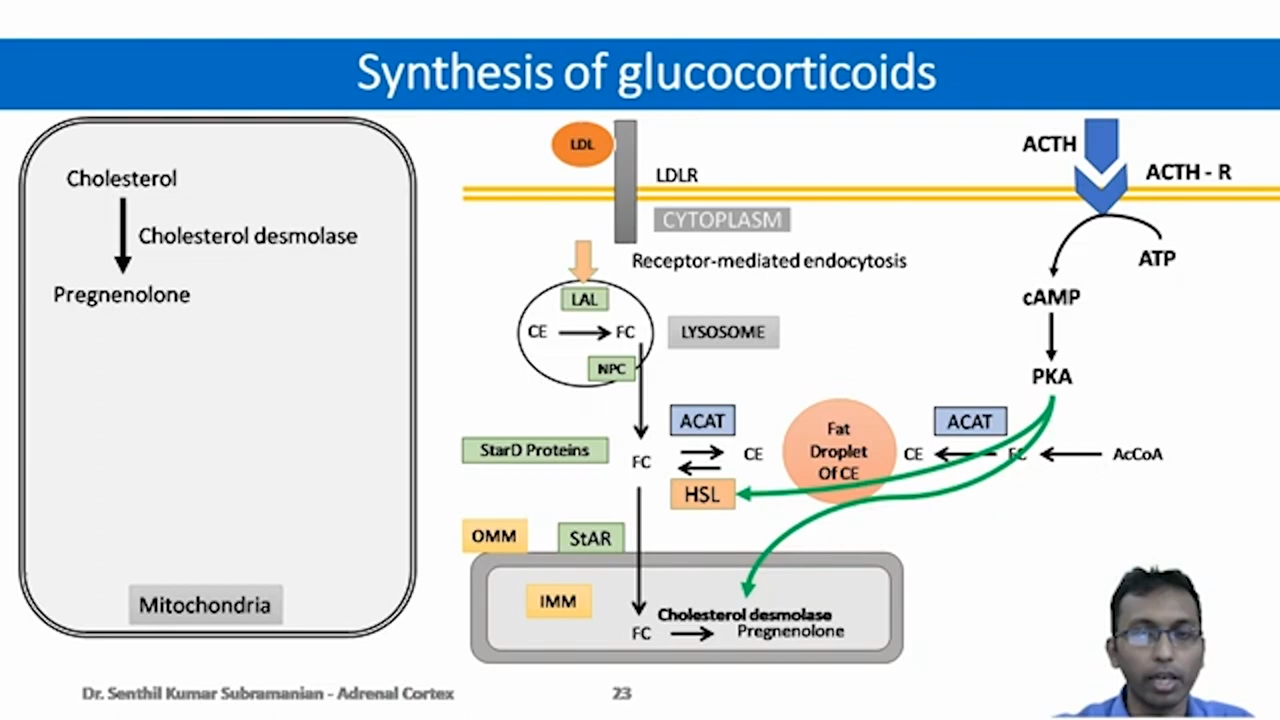 Synthesis of glucocorticoids
Cholesterol
Cholesterol desmolase
Pregnenolone
Mitochondria
LDL
LDLR
CYTOPLASM
Receptor-mediated endocytosis
LAL
CE
FC
LYSOSOME
NPC
ACTH
ACTH - R
ATP
cAMP
PKA
StarD Proteins
FC
ACAT
CE
HSL
Fat
Droplet
Of CE
ACAT
CE
FC
AcCoA
OMM
StAR
IMM
Cholesterol desmolase
FC
Pregnenolone
Dr. Senthil Kumar Subramanian - Adrenal Cortex
23